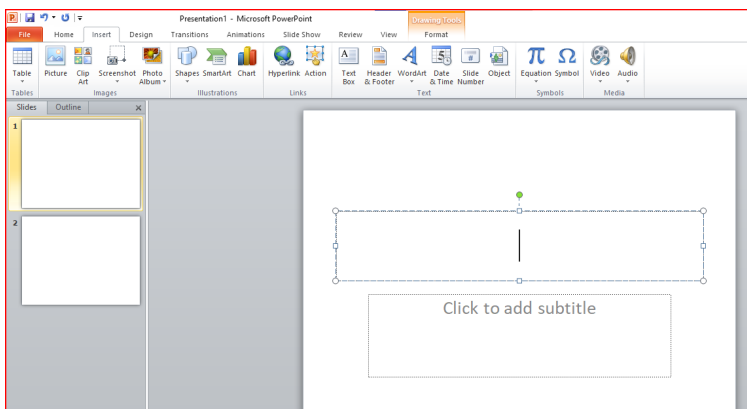 Presentation1 - Microsoft PowerPoint
Drawing Tools
File Home Insert Design Transitions Animations Slide Show Review View Format
Table Picture Clip Art Screenshot Photo Album Shapes SmartArt Chart Hyperlink Action Text Box Header & Footer WordArt Date & Time Slide Number Object Equation Symbol Video Audio
Tables Images Illustrations Links Text Symbols Media
Slides Outline
1
2
Click to add subtitle